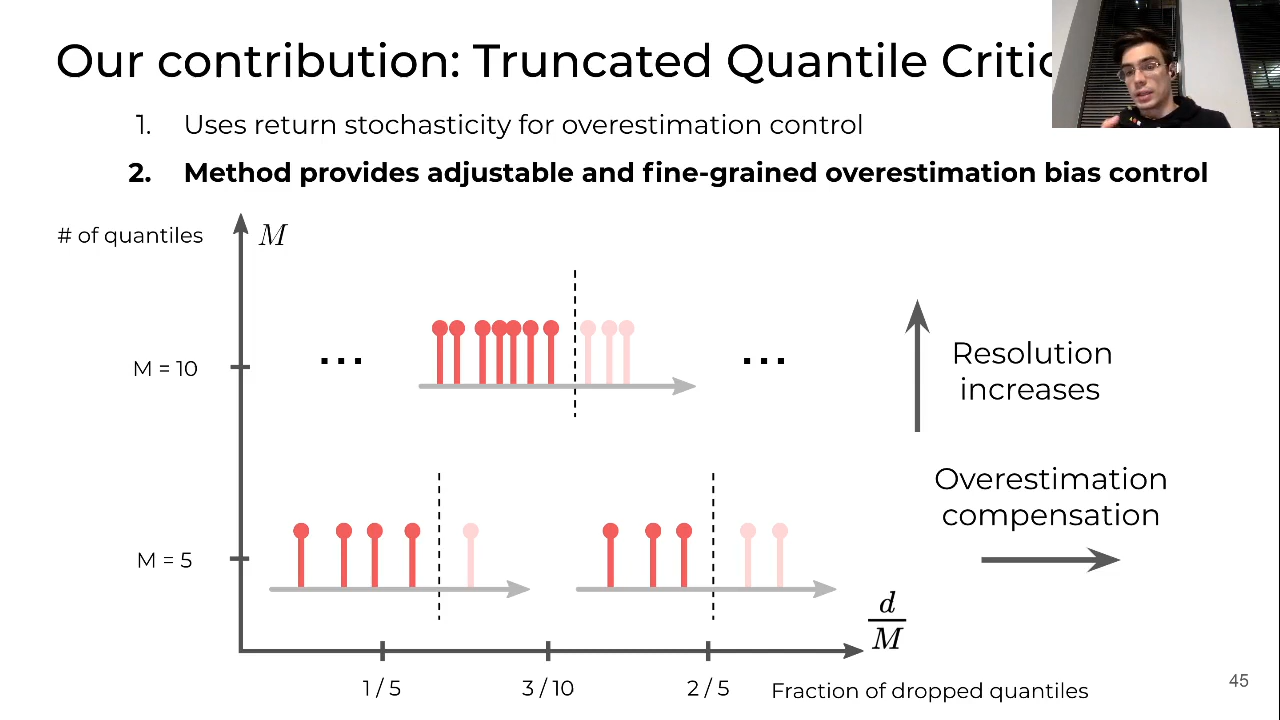 Our contribution: Truncated Quantile Critic
1. Uses return stochasticity for overestimation control
2. Method provides adjustable and fine-grained overestimation bias control
# of quantiles M
M = 10
...
...
Resolution
increases
Overestimation
compensation
M = 5
d
M
1 / 5
3 / 10
2 / 5
Fraction of dropped quantiles
45